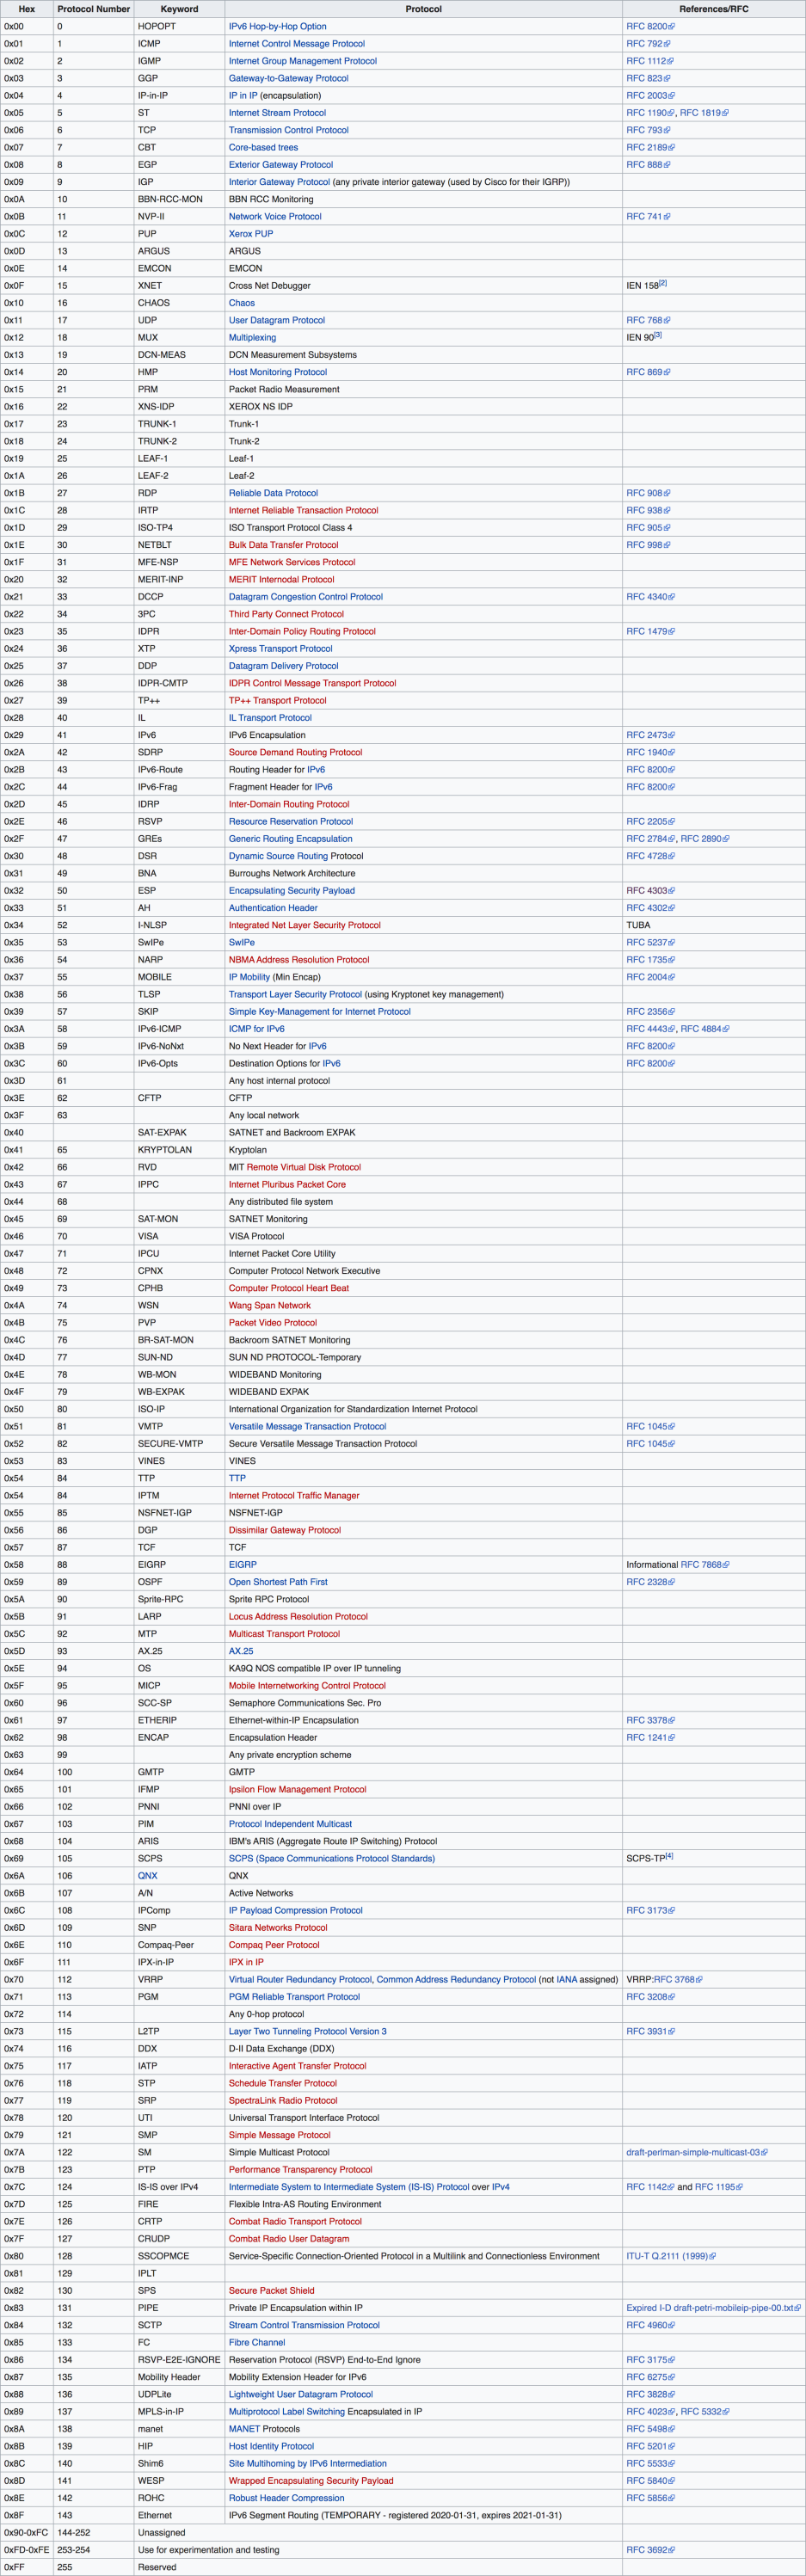 Hex Protocol Number Keyword Protocol References/RFC
0x00 0 HOPOPT IPv6 Hop-by-Hop Option RFC 8200
0x01 1 ICMP Internet Control Message Protocol RFC 792
0x02 2 IGMP Internet Group Management Protocol RFC 1112
0x03 3 GGP Gateway-to-Gateway Protocol RFC 823
0x04 4 IP-in-IP IP in IP (encapsulation) RFC 2003
0x05 5 ST Internet Stream Protocol RFC 1190, RFC 1819
0x06 6 TCP Transmission Control Protocol RFC 793
0x07 7 CBT Core-based trees RFC 2189
0x08 8 EGP Exterior Gateway Protocol RFC 888
0x09 9 IGP Interior Gateway Protocol (any private interior gateway (used by Cisco for their IGRP))
0x0A 10 BBN-RCC-MON BBN RCC Monitoring
0x0B 11 NVP-II Network Voice Protocol RFC 741
0x0C 12 PUP Xerox PUP
0x0D 13 ARGUS ARGUS
0x0E 14 EMCON EMCON
0x0F 15 XNET Cross Net Debugger IEN 158[2]
0x10 16 CHAOS Chaos
0x11 17 UDP User Datagram Protocol RFC 768
0x12 18 MUX Multiplexing IEN 90[3]
0x13 19 DCN-MEAS DCN Measurement Subsystems
0x14 20 HMP Host Monitoring Protocol RFC 869
0x15 21 PRM Packet Radio Measurement
0x16 22 XNS-IDP XEROX NS IDP
0x17 23 TRUNK-1 Trunk-1
0x18 24 TRUNK-2 Trunk-2
0x19 25 LEAF-1 Leaf-1
0x1A 26 LEAF-2 Leaf-2
0x1B 27 RDP Reliable Data Protocol RFC 908
0x1C 28 IRTP Internet Reliable Transaction Protocol RFC 938
0x1D 29 ISO-TP4 ISO Transport Protocol Class 4 RFC 905
0x1E 30 NETBLT Bulk Data Transfer Protocol RFC 998
0x1F 31 MFE-NSP MFE Network Services Protocol
0x20 32 MERIT-INP MERIT Internodal Protocol
0x21 33 DCCP Datagram Congestion Control Protocol RFC 4340
0x22 34 3PC Third Party Connect Protocol
0x23 35 IDPR Inter-Domain Policy Routing Protocol RFC 1479
0x24 36 XTP Xpress Transport Protocol
0x25 37 DDP Datagram Delivery Protocol
0x26 38 IDPR-CMTP IDPR Control Message Transport Protocol
0x27 39 TP++ TP++ Transport Protocol
0x28 40 IL IL Transport Protocol
0x29 41 IPv6 IPv6 Encapsulation RFC 2473
0x2A 42 SDRP Source Demand Routing Protocol RFC 1940
0x2B 43 IPv6-Route Routing Header for IPv6 RFC 8200
0x2C 44 IPv6-Frag Fragment Header for IPv6 RFC 8200
0x2D 45 IDRP Inter-Domain Routing Protocol
0x2E 46 RSVP Resource Reservation Protocol RFC 2205
0x2F 47 GREs Generic Routing Encapsulation RFC 2784, RFC 2890
0x30 48 DSR Dynamic Source Routing Protocol RFC 4728
0x31 49 BNA Burroughs Network Architecture
0x32 50 ESP Encapsulating Security Payload RFC 4303
0x33 51 AH Authentication Header RFC 4302
0x34 52 I-NLSP Integrated Net Layer Security Protocol TUBA
0x35 53 SwIPe SwIPe RFC 5237
0x36 54 NARP NBMA Address Resolution Protocol RFC 1735
0x37 55 MOBILE IP Mobility (Min Encap) RFC 2004
0x38 56 TLSP Transport Layer Security Protocol (using Kryptonet key management)
0x39 57 SKIP Simple Key-Management for Internet Protocol RFC 2356
0x3A 58 IPv6-ICMP ICMP for IPv6 RFC 4443, RFC 4884
0x3B 59 IPv6-NoNxt No Next Header for IPv6 RFC 8200
0x3C 60 IPv6-Opts Destination Options for IPv6 RFC 8200
0x3D 61 Any host internal protocol
0x3E 62 CFTP CFTP
0x3F 63 Any local network
0x40 SAT-EXPAK SATNET and Backroom EXPAK
0x41 65 KRYPTOLAN Kryptolan
0x42 66 RVD MIT Remote Virtual Disk Protocol
0x43 67 IPPC Internet Pluribus Packet Core
0x44 68 Any distributed file system
0x45 69 SAT-MON SATNET Monitoring
0x46 70 VISA VISA Protocol
0x47 71 IPCU Internet Packet Core Utility
0x48 72 CPNX Computer Protocol Network Executive
0x49 73 CPHB Computer Protocol Heart Beat
0x4A 74 WSN Wang Span Network
0x4B 75 PVP Packet Video Protocol
0x4C 76 BR-SAT-MON Backroom SATNET Monitoring
0x4D 77 SUN-ND SUN ND PROTOCOL-Temporary
0x4E 78 WB-MON WIDEBAND Monitoring
0x4F 79 WB-EXPAK WIDEBAND EXPAK
0x50 80 ISO-IP International Organization for Standardization Internet Protocol
0x51 81 VMTP Versatile Message Transaction Protocol RFC 1045
0x52 82 SECURE-VMTP Secure Versatile Message Transaction Protocol RFC 1045
0x53 83 VINES VINES
0x54 84 TTP TTP
0x54 84 IPTM Internet Protocol Traffic Manager
0x55 85 NSFNET-IGP NSFNET-IGP
0x56 86 DGP Dissimilar Gateway Protocol
0x57 87 TCF TCF
0x58 88 EIGRP EIGRP Informational RFC 7868
0x59 89 OSPF Open Shortest Path First RFC 2328
0x5A 90 Sprite-RPC Sprite RPC Protocol
0x5B 91 LARP Locus Address Resolution Protocol
0x5C 92 MTP Multicast Transport Protocol
0x5D 93 AX.25 AX.25
0x5E 94 OS KA9Q NOS compatible IP over IP tunneling
0x5F 95 MICP Mobile Internetworking Control Protocol
0x60 96 SCC-SP Semaphore Communications Sec. Pro
0x61 97 ETHERIP Ethernet-within-IP Encapsulation RFC 3378
0x62 98 ENCAP Encapsulation Header RFC 1241
0x63 99 Any private encryption scheme
0x64 100 GMTP GMTP
0x65 101 IFMP Ipsilon Flow Management Protocol
0x66 102 PNNI PNNI over IP
0x67 103 PIM Protocol Independent Multicast
0x68 104 ARIS IBM's ARIS (Aggregate Route IP Switching) Protocol
0x69 105 SCPS SCPS (Space Communications Protocol Standards) SCPS-TP[4]
0x6A 106 QNX QNX
0x6B 107 A/N Active Networks
0x6C 108 IPComp IP Payload Compression Protocol RFC 3173
0x6D 109 SNP Sitara Networks Protocol
0x6E 110 Compaq-Peer Compaq Peer Protocol
0x6F 111 IPX-in-IP IPX in IP
0x70 112 VRRP Virtual Router Redundancy Protocol, Common Address Redundancy Protocol (not IANA assigned) VRRP:RFC 3768
0x71 113 PGM PGM Reliable Transport Protocol RFC 3208
0x72 114 Any 0-hop protocol
0x73 115 L2TP Layer Two Tunneling Protocol Version 3 RFC 3931
0x74 116 DDX D-II Data Exchange (DDX)
0x75 117 IATP Interactive Agent Transfer Protocol
0x76 118 STP Schedule Transfer Protocol
0x77 119 SRP SpectraLink Radio Protocol
0x78 120 UTI Universal Transport Interface Protocol
0x79 121 SMP Simple Message Protocol
0x7A 122 SM Simple Multicast Protocol draft-perlman-simple-multicast-03
0x7B 123 PTP Performance Transparency Protocol
0x7C 124 IS-IS over IPv4 Intermediate System to Intermediate System (IS-IS) Protocol over IPv4 RFC 1142 and RFC 1195
0x7D 125 FIRE Flexible Intra-AS Routing Environment
0x7E 126 CRTP Combat Radio Transport Protocol
0x7F 127 CRUDP Combat Radio User Datagram
0x80 128 SSCOPMCE Service-Specific Connection-Oriented Protocol in a Multilink and Connectionless Environment ITU-T Q.2111 (1999)
0x81 129 IPLT
0x82 130 SPS Secure Packet Shield
0x83 131 PIPE Private IP Encapsulation within IP Expired I-D draft-petri-mobileip-pipe-00.txt
0x84 132 SCTP Stream Control Transmission Protocol RFC 4960
0x85 133 FC Fibre Channel
0x86 134 RSVP-E2E-IGNORE Reservation Protocol (RSVP) End-to-End Ignore RFC 3175
0x87 135 Mobility Header Mobility Extension Header for IPv6 RFC 6275
0x88 136 UDPLite Lightweight User Datagram Protocol RFC 3828
0x89 137 MPLS-in-IP Multiprotocol Label Switching Encapsulated in IP RFC 4023, RFC 5332
0x8A 138 manet MANET Protocols RFC 5498
0x8B 139 HIP Host Identity Protocol RFC 5201
0x8C 140 Shim6 Site Multihoming by IPv6 Intermediation RFC 5533
0x8D 141 WESP Wrapped Encapsulating Security Payload RFC 5840
0x8E 142 ROHC Robust Header Compression RFC 5856
0x8F 143 Ethernet IPv6 Segment Routing (TEMPORARY - registered 2020-01-31, expires 2021-01-31)
0x90-0xFC 144-252 Unassigned
0xFD-0xFE 253-254 Use for experimentation and testing RFC 3692
0xFF 255 Reserved